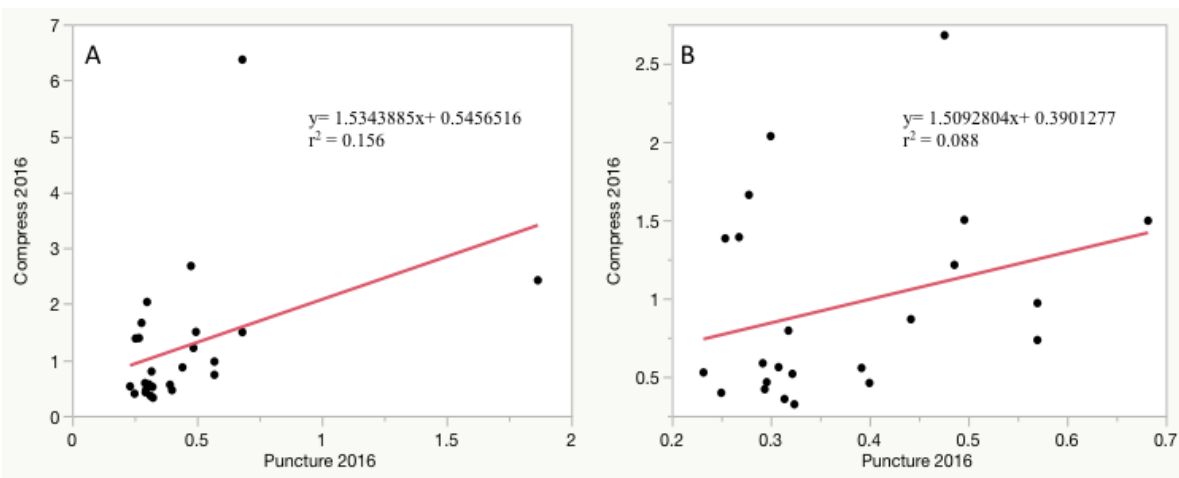 A
y= 1.5343885x+ 0.5456516
r² = 0.156
7
6
5
4
3
2
1
0
Compress 2016
0
0.5
1
1.5
2
Puncture 2016
B
y= 1.5092804x+ 0.3901277
r² = 0.088
2.5
2
1.5
1
0.5
Compress 2016
0.2
0.3
0.4
0.5
0.6
0.7
Puncture 2016